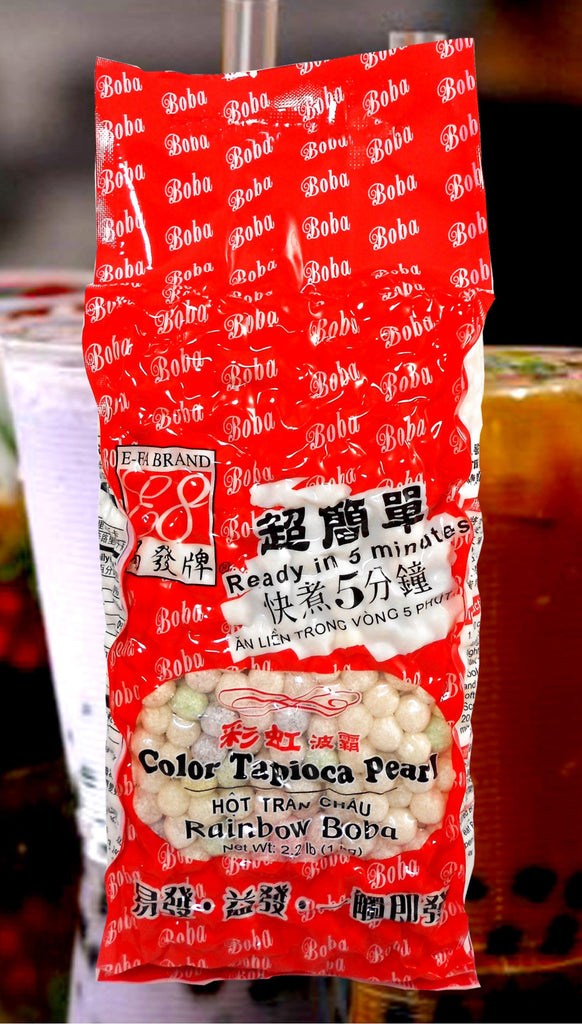 Boba
E-FA BRAND
E8
發牌
超簡單
Ready in 5 minutes
快煮5分鐘
ĂN LIỀN TRONG VÒNG 5 PHÚT
彩虹波霸
Color Tapioca Pearl
HỘT TRÂN CHÂU
Rainbow Boba
Net Wt: 2.2 lb (1 kg)
易發・益發・一觸即發